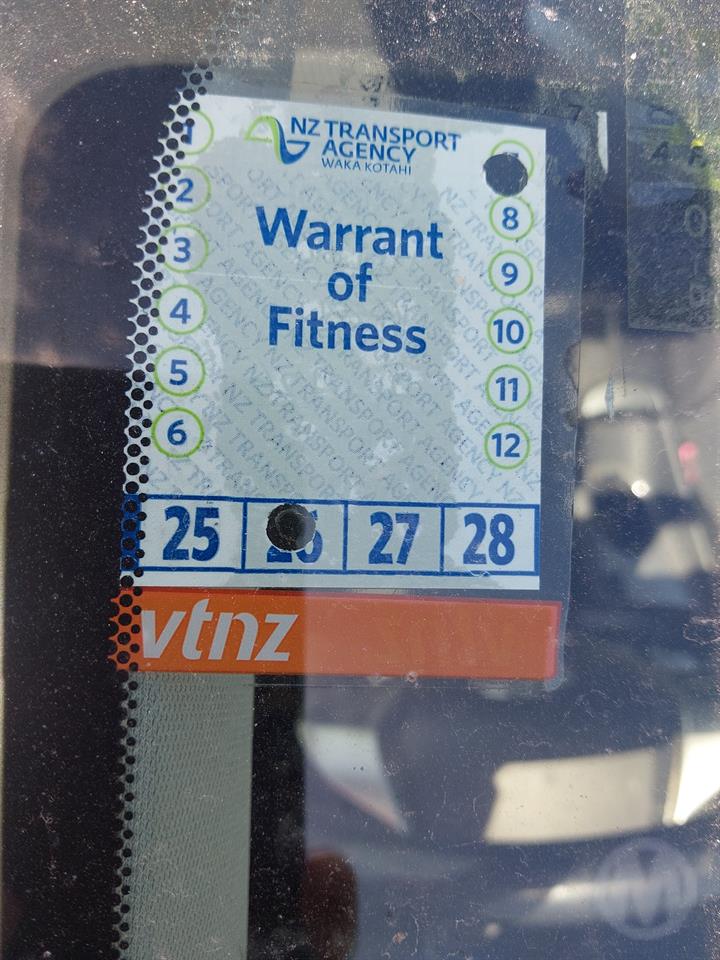 NZ TRANSPORT
AGENCY
WAKA KOTAHI
Warrant
of
Fitness
1
2
3
4
5
6
8
9
10
11
12
25 26 27 28
vtnz